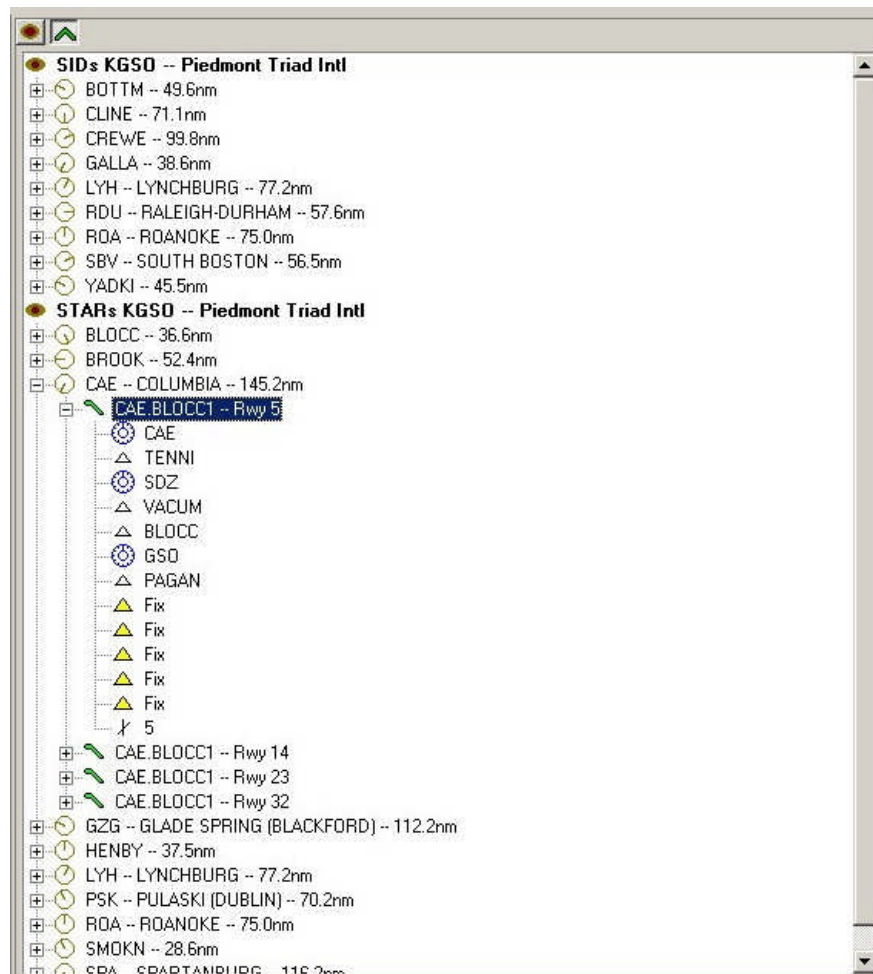 SIDs KGSO -- Piedmont Triad Intl
BOTTM -- 49.6nm
CLINE -- 71.1nm
CREWE -- 99.8nm
GALLA -- 38.6nm
LYH -- LYNCHBURG -- 77.2nm
RDU -- RALEIGH-DURHAM -- 57.6nm
ROA -- ROANOKE -- 75.0nm
SBV -- SOUTH BOSTON -- 56.5nm
YADKI -- 45.5nm
STARs KGSO -- Piedmont Triad Intl
BLOCC -- 36.6nm
BROOK -- 52.4nm
CAE -- COLUMBIA -- 145.2nm
CAE.BLOCC1 -- Rwy 5
CAE
TENNI
SDZ
VACUM
BLOCC
GSO
PAGAN
Fix
Fix
Fix
Fix
Fix
5
CAE.BLOCC1 -- Rwy 14
CAE.BLOCC1 -- Rwy 23
CAE.BLOCC1 -- Rwy 32
GZG -- GLADE SPRING (BLACKFORD) -- 112.2nm
HENBY -- 37.5nm
LYH -- LYNCHBURG -- 77.2nm
PSK -- PULASKI (DUBLIN) -- 70.2nm
ROA -- ROANOKE -- 75.0nm
SMOKN -- 28.6nm
SPA -- SPARTANBURG -- 116.2nm